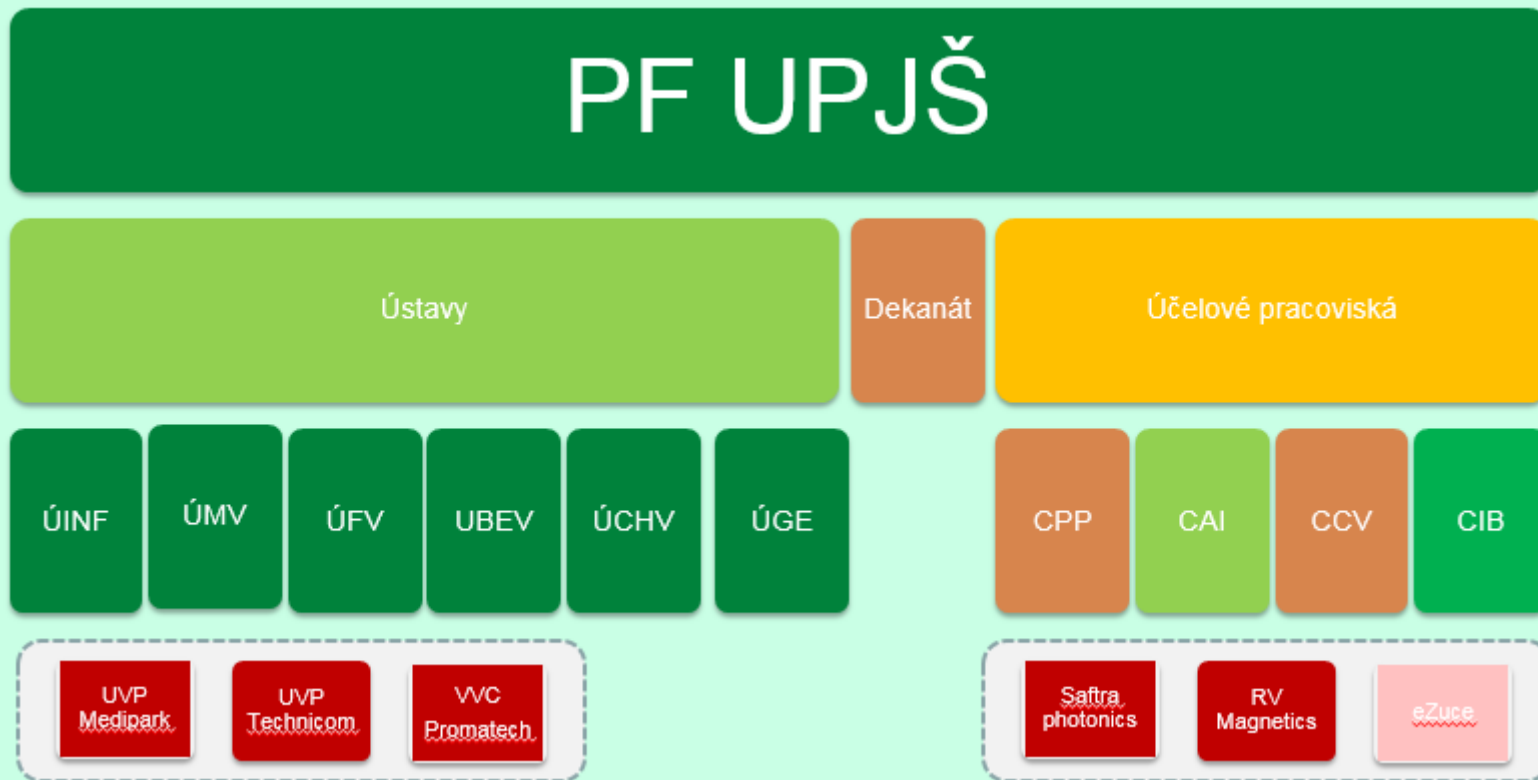 PF UPJŠ
Ústavy
Dekanát
Účelové pracoviská
ÚINF
ÚMV
ÚFV
UBEV
ÚCHV
ÚGE
CPP
CAI
CCV
CIB
UVP
Medipark
UVP
Technicom
VVC
Promatech
Saftra
photonics
RV
Magnetics
eZuce